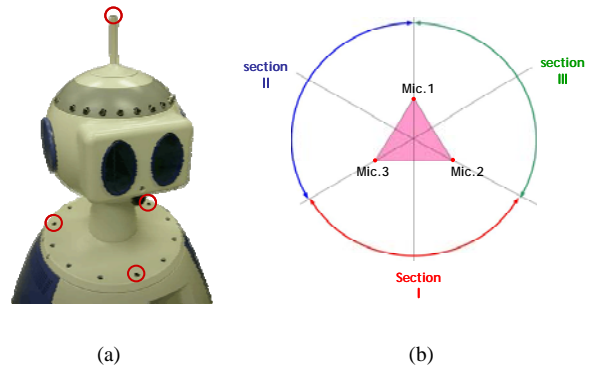 section
II
section
III
Mic.1
Mic.3
Mic.2
Section
I
(a)
(b)